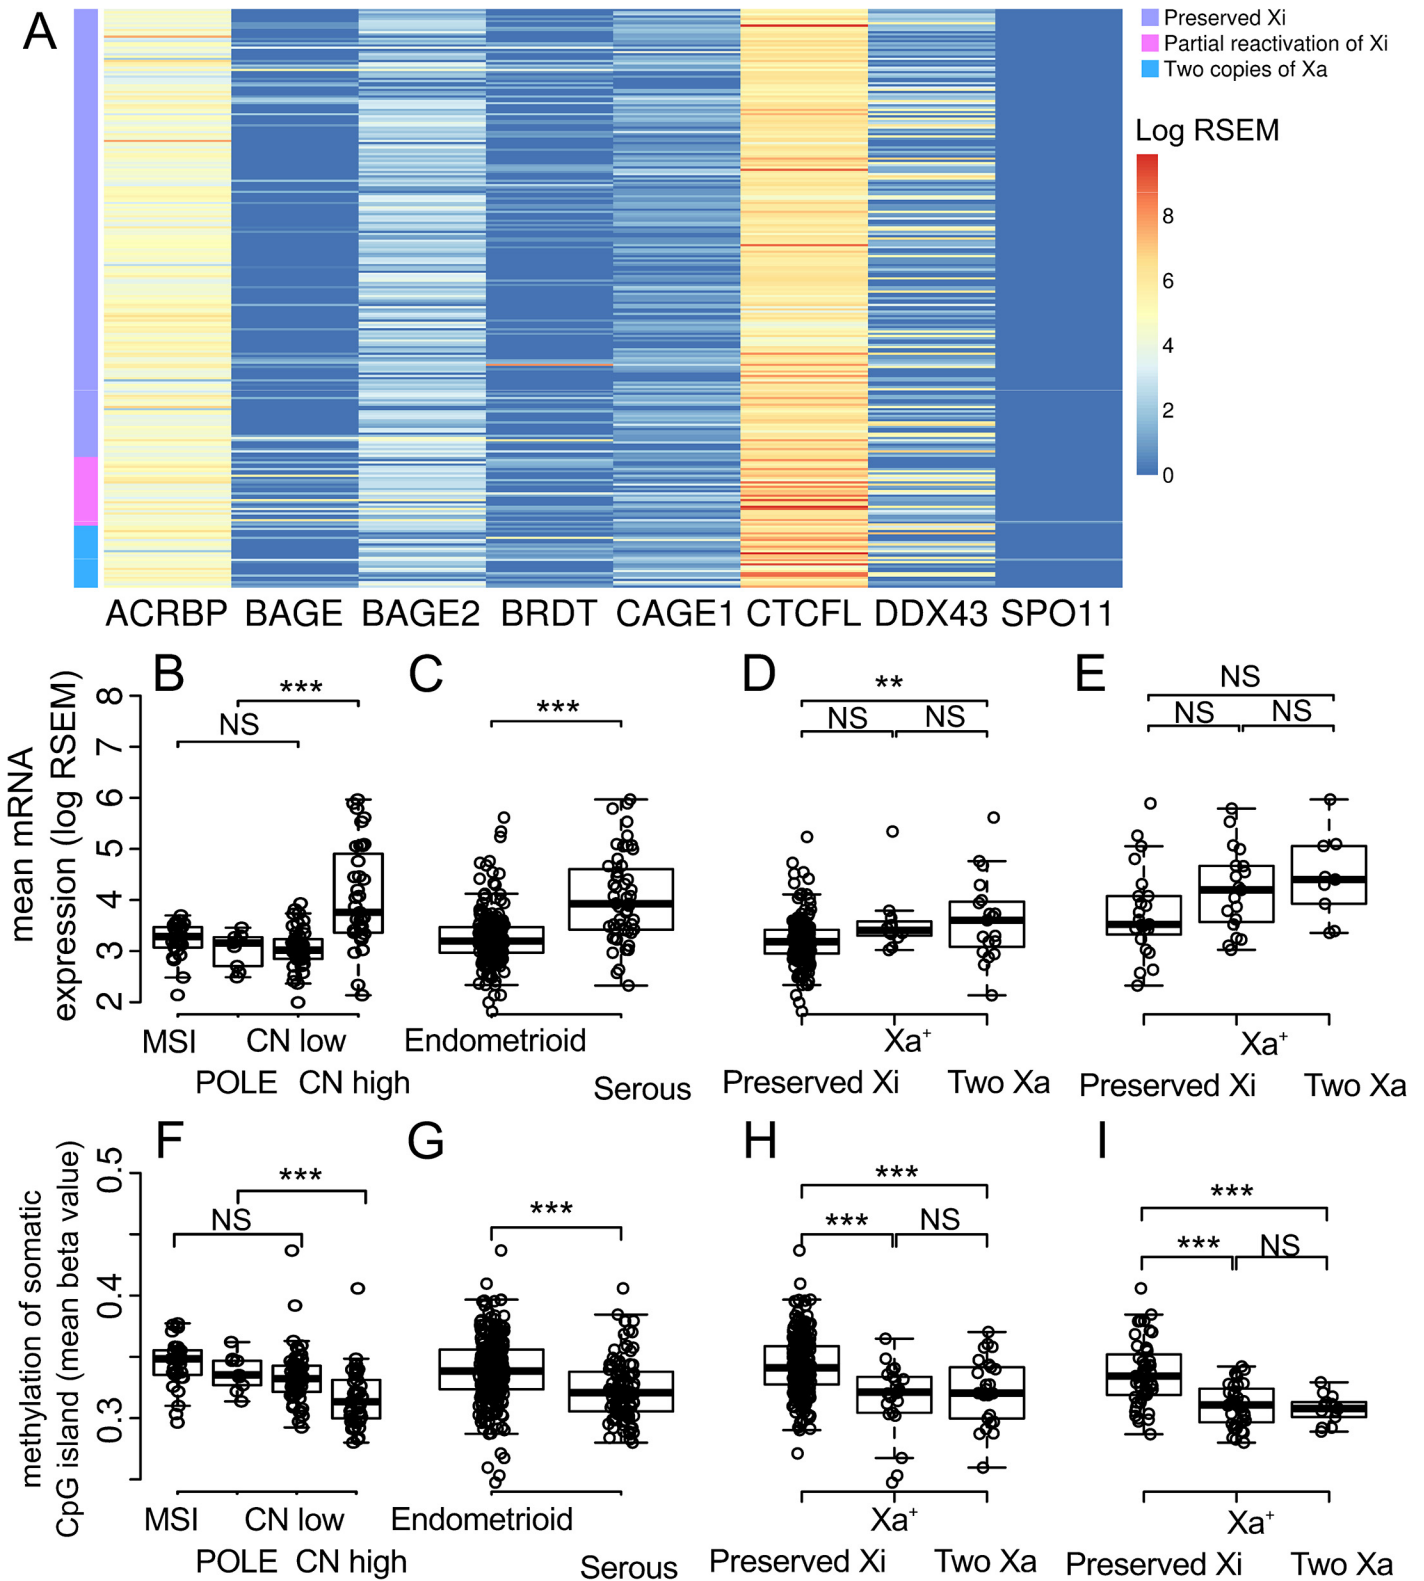 A
Preserved Xi
Partial reactivation of Xi
Two copies of Xa
Log RSEM
8
6
4
2
0
ACRBP BAGE BAGE2 BRDT CAGE1 CTCFL DDX43 SPO11
B C D E
mean mRNA
expression (log RSEM)
8
7
6
5
4
3
2
***
NS
***
**
NS NS
NS
NS NS
MSI CN low Endometrioid Xa+ Xa+
POLE CN high Serous Preserved Xi Two Xa Preserved Xi Two Xa
F G H I
methylation of somatic
CpG island (mean beta value)
0.5
0.4
0.3
***
NS
***
***
*** NS
***
*** NS
MSI CN low Endometrioid Xa+ Xa+
POLE CN high Serous Preserved Xi Two Xa Preserved Xi Two Xa